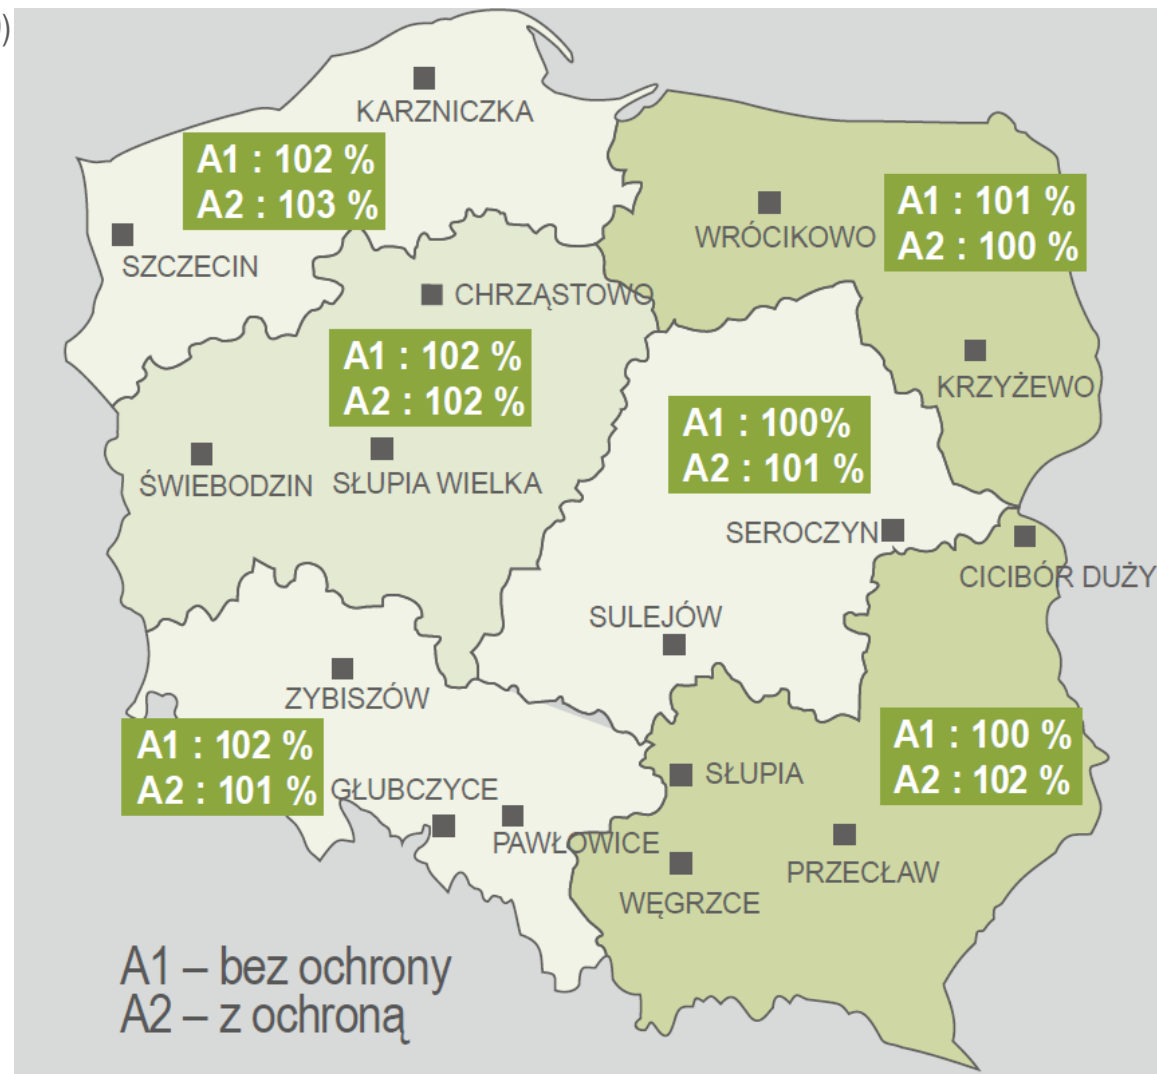 )
KARZNICZKA
A1 : 102 %
A2 : 103 %
SZCZECIN
A1 : 101 %
A2 : 100 %
WRÓCIKOWO
CHRZĄSTOWO
A1 : 102 %
A2 : 102 %
KRZYŻEWO
A1 : 100%
A2 : 101 %
ŚWIEBODZIN
SŁUPIA WIELKA
SEROCZYN
CICIBÓR DUŻY
SULEJÓW
ZYBISZÓW
A1 : 102 %
A2 : 101 %
A1 : 100 %
A2 : 102 %
SŁUPIA
GŁUBCZYCE
PAWŁOWICE
PRZECŁAW
WĘGRZCE
A1 – bez ochrony
A2 – z ochroną